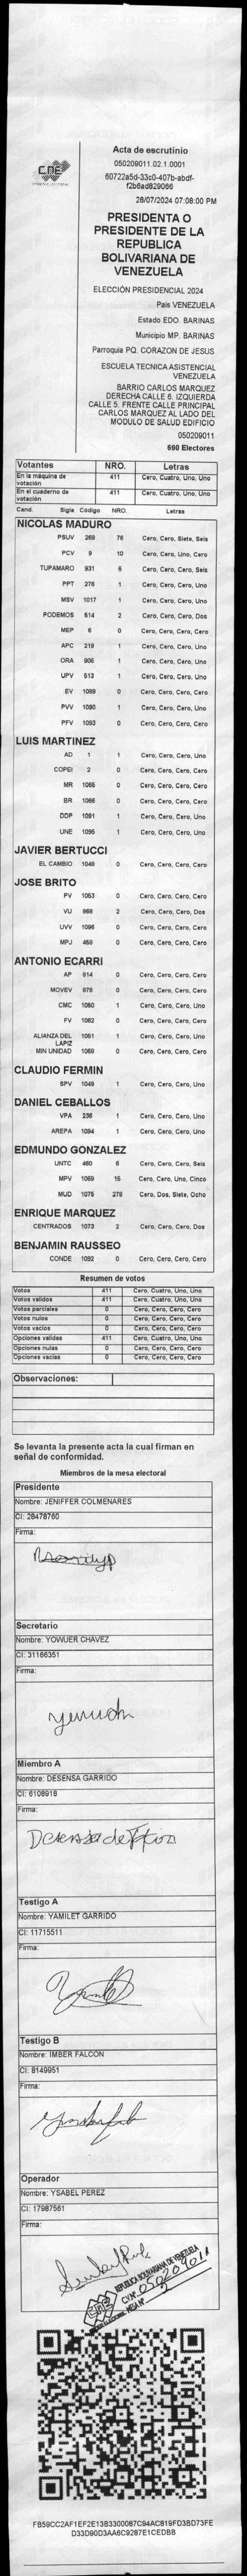 CNE
Acta de escrutinio
050209011.02.1.0001
60722a5d-33c0-407b-abdf-
f2b6ad829066
28/07/2024 07:08:00 PM
PRESIDENTA O
PRESIDENTE DE LA
REPUBLICA
BOLIVARIANA DE
VENEZUELA
ELECCIÓN PRESIDENCIAL 2024
Pais VENEZUELA
Estado EDO. BARINAS
Municipio MP. BARINAS
Parroquia PQ. CORAZON DE JESUS
ESCUELA TECNICA ASISTENCIAL
VENEZUELA
BARRIO CARLOS MARQUEZ
DERECHA CALLE 6. IZQUIERDA
CALLE 5. FRENTE CALLE PRINCIPAL
CARLOS MARQUEZ AL LADO DEL
MODULO DE SALUD EDIFICIO
050209011
690 Electores
Votantes NRO. Letras
En la máquina de votación 411 Cero, Cuatro, Uno, Uno
En el cuaderno de votación 411 Cero, Cuatro, Uno, Uno
Cand. Sigla Código NRO. Letras
NICOLAS MADURO
PSUV 269 76 Cero, Cero, Siete, Seis
PCV 9 10 Cero, Cero, Uno, Cero
TUPAMARO 931 6 Cero, Cero, Cero, Seis
PPT 276 1 Cero, Cero, Cero, Uno
MSV 1017 1 Cero, Cero, Cero, Uno
PODEMOS 514 2 Cero, Cero, Cero, Dos
MEP 6 0 Cero, Cero, Cero, Cero
APC 219 1 Cero, Cero, Cero, Uno
ORA 906 1 Cero, Cero, Cero, Uno
UPV 513 1 Cero, Cero, Cero, Uno
EV 1089 0 Cero, Cero, Cero, Cero
PVV 1090 1 Cero, Cero, Cero, Uno
PFV 1093 0 Cero, Cero, Cero, Cero
LUIS MARTINEZ
AD 1 1 Cero, Cero, Cero, Uno
COPEI 2 0 Cero, Cero, Cero, Cero
MR 1065 0 Cero, Cero, Cero, Cero
BR 1066 0 Cero, Cero, Cero, Cero
DDP 1091 1 Cero, Cero, Cero, Uno
UNE 1095 1 Cero, Cero, Cero, Uno
JAVIER BERTUCCI
EL CAMBIO 1048 0 Cero, Cero, Cero, Cero
JOSE BRITO
PV 1053 0 Cero, Cero, Cero, Cero
VU 968 2 Cero, Cero, Cero, Dos
UVV 1096 0 Cero, Cero, Cero, Cero
MPJ 458 0 Cero, Cero, Cero, Cero
ANTONIO ECARRI
AP 814 0 Cero, Cero, Cero, Cero
MOVEV 978 0 Cero, Cero, Cero, Cero
CMC 1050 1 Cero, Cero, Cero, Uno
FV 1062 0 Cero, Cero, Cero, Cero
ALIANZA DEL LAPIZ 1051 1 Cero, Cero, Cero, Uno
MIN UNIDAD 1068 0 Cero, Cero, Cero, Cero
CLAUDIO FERMIN
SPV 1049 1 Cero, Cero, Cero, Uno
DANIEL CEBALLOS
VPA 236 1 Cero, Cero, Cero, Uno
AREPA 1094 1 Cero, Cero, Cero, Uno
EDMUNDO GONZALEZ
UNTC 460 6 Cero, Cero, Cero, Seis
MPV 1069 15 Cero, Cero, Uno, Cinco
MUD 1075 278 Cero, Dos, Siete, Ocho
ENRIQUE MARQUEZ
CENTRADOS 1073 2 Cero, Cero, Cero, Dos
BENJAMIN RAUSSEO
CONDE 1092 0 Cero, Cero, Cero, Cero
Resumen de votos
Votos 411 Cero, Cuatro, Uno, Uno
Votos validos 411 Cero, Cuatro, Uno, Uno
Votos parciales 0 Cero, Cero, Cero, Cero
Votos nulos 0 Cero, Cero, Cero, Cero
Votos vacios 0 Cero, Cero, Cero, Cero
Opciones validas 411 Cero, Cuatro, Uno, Uno
Opciones nulas 0 Cero, Cero, Cero, Cero
Opciones vacias 0 Cero, Cero, Cero, Cero
Observaciones:
Se levanta la presente acta la cual firman en
señal de conformidad.
Miembros de la mesa electoral
Presidente
Nombre: JENIFFER COLMENARES
CI: 28478760
Firma:
Secretario
Nombre: YOWUER CHAVEZ
CI: 31166351
Firma:
Miembro A
Nombre: DESENSA GARRIDO
CI: 6108918
Firma:
Testigo A
Nombre: YAMILET GARRIDO
CI: 11715511
Firma:
Testigo B
Nombre: IMBER FALCON
CI: 8149951
Firma:
Operador
Nombre: YSABEL PEREZ
CI: 17987561
Firma:
REPUBLICA BOLIVARIANA DE VENEZUELA
CV Nº 050209011
MESA Nº 2
FB59CC2AF1EF2E13B3300087C94AC819FD3BD73FE
D33D90D3AA6C9287E1CEDBB